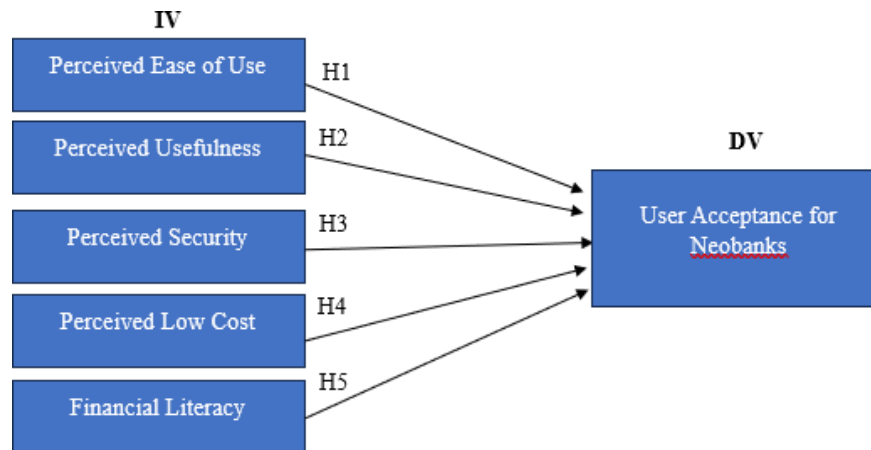 IV
Perceived Ease of Use
H1
Perceived Usefulness
H2
DV
Perceived Security
H3
User Acceptance for
Neobanks
Perceived Low Cost
H4
Financial Literacy
H5